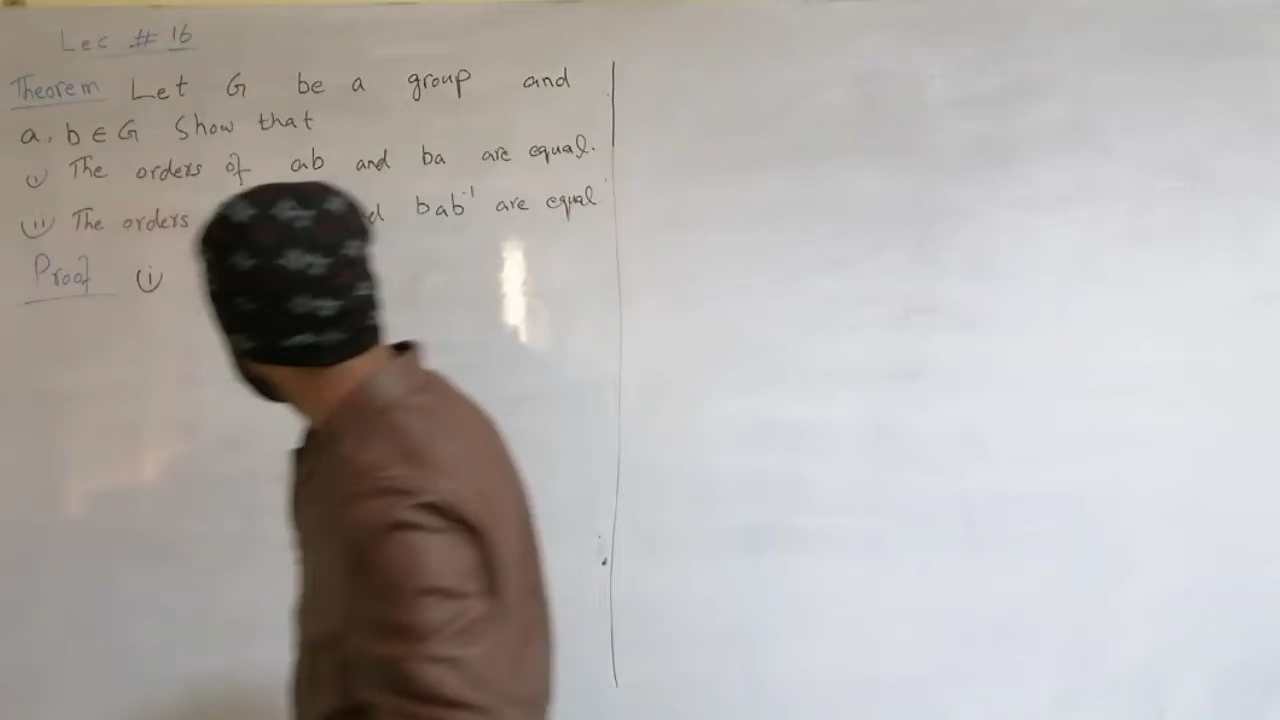 Lec # 16
Theorem Let G be a group and
a, b ∈ G Show that
(i) The orders of ab and ba are equal.
(ii) The orders bab⁻¹ are equal
Proof (i)